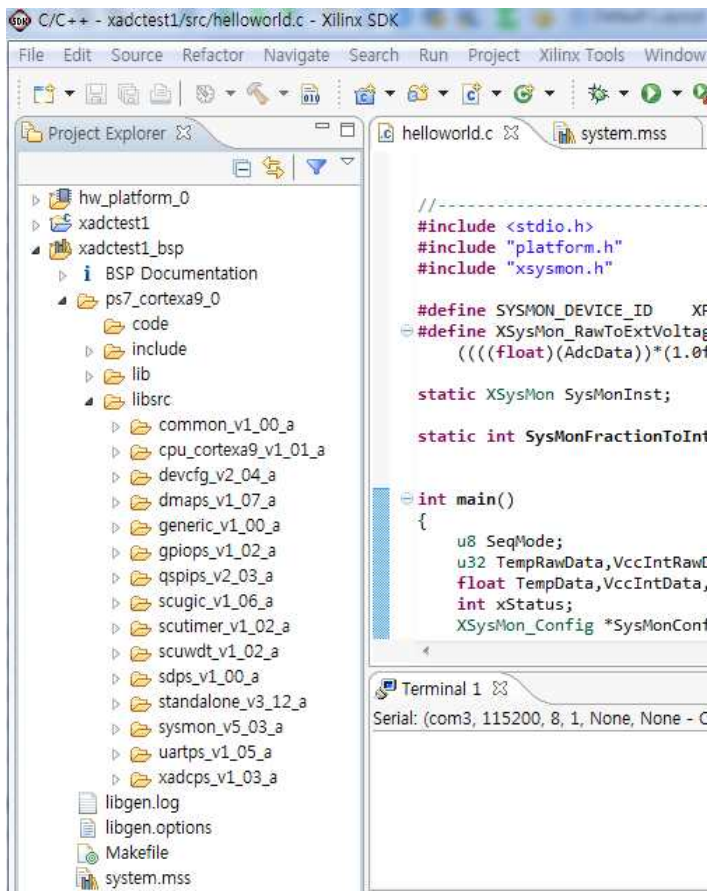 C/C++ - xadctest1/src/helloworld.c - Xilinx SDK
File Edit Source Refactor Navigate Search Run Project Xilinx Tools Window
Project Explorer
hw_platform_0
xadctest1
xadctest1_bsp
BSP Documentation
ps7_cortexa9_0
code
include
lib
libsrc
common_v1_00_a
cpu_cortexa9_v1_01_a
devcfg_v2_04_a
dmaps_v1_07_a
generic_v1_00_a
gpiops_v1_02_a
qspips_v2_03_a
scugic_v1_06_a
scutimer_v1_02_a
scuwdt_v1_02_a
sdps_v1_00_a
standalone_v3_12_a
sysmon_v5_03_a
uartps_v1_05_a
xadcps_v1_03_a
libgen.log
libgen.options
Makefile
system.mss
helloworld.c system.mss
//---------------------------
#include <stdio.h>
#include "platform.h"
#include "xsysmon.h"
#define SYSMON_DEVICE_ID XP
#define XSysMon_RawToExtVoltag
((((float)(AdcData))*(1.0f
static XSysMon SysMonInst;
static int SysMonFractionToInt
int main()
{
u8 SeqMode;
u32 TempRawData,VccIntRawD
float TempData,VccIntData,
int xStatus;
XSysMon_Config *SysMonConf
Terminal 1
Serial: (com3, 115200, 8, 1, None, None - C